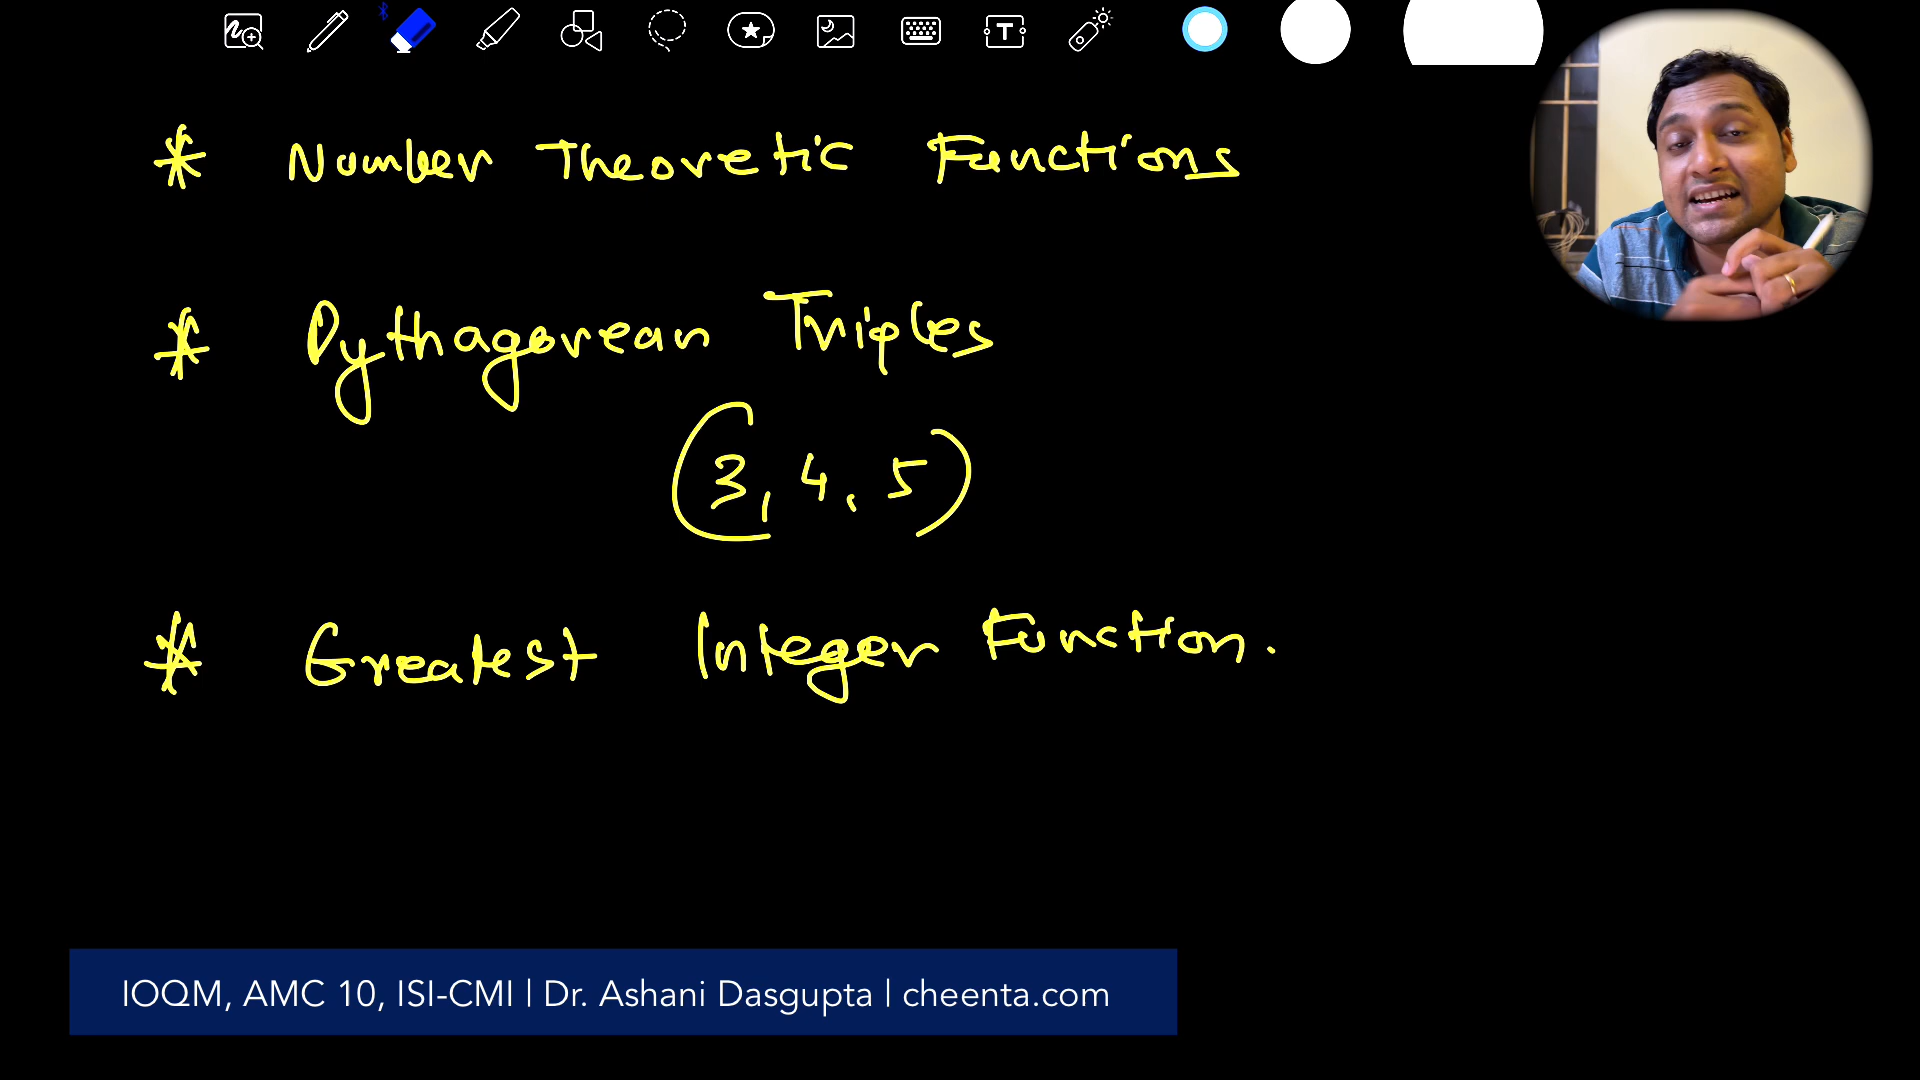 * Number Theoretic Functions
* Pythagorean Triples
(3, 4, 5)
* Greatest Integer Function.
IOQM, AMC 10, ISI-CMI | Dr. Ashani Dasgupta | cheenta.com